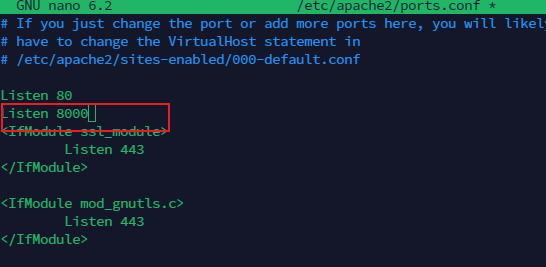 GNU nano 6.2 /etc/apache2/ports.conf *
# If you just change the port or add more ports here, you will likely
# have to change the VirtualHost statement in
# /etc/apache2/sites-enabled/000-default.conf
Listen 80
Listen 8000
<IfModule ssl_module>
Listen 443
</IfModule>
<IfModule mod_gnutls.c>
Listen 443
</IfModule>